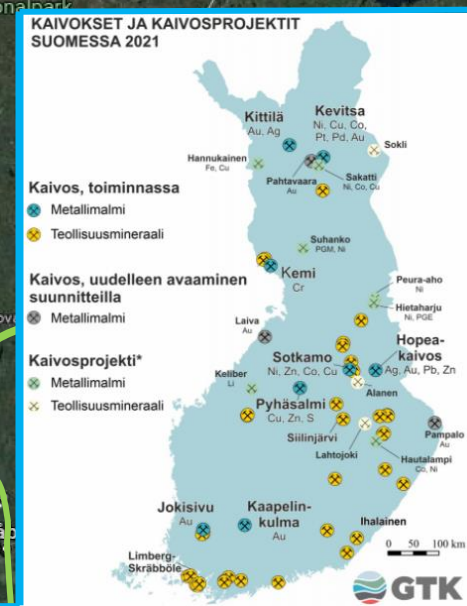 KAIVOKSET JA KAIVOSPROJEKTIT
SUOMESSA 2021
Kittilä
Au, Ag
Kevitsa
Ni, Cu, Co,
Pt, Pd, Au
Sokli
Hannukainen
Fe, Cu
Pahtavaara
Au
Sakatti
Ni, Co, Cu
Kaivos, toiminnassa
Metallimalmi
Teollisuusmineraali
Suhanko
PGM, Ni
Kemi
Cr
Kaivos, uudelleen avaaminen
suunnitteilla
Metallimalmi
Peura-aho
Ni
Hietaharju
Ni, PGE
Laiva
Au
Kaivosprojekti*
Metallimalmi
Teollisuusmineraali
Sotkamo
Ni, Zn, Co, Cu
Hopea-
kaivos
Ag, Au, Pb, Zn
Keliber
Li
Alanen
Pyhäsalmi
Cu, Zn, S
Siilinjärvi
Lahtojoki
Pampalo
Au
Hautalampi
Co, Ni
Jokisivu
Au
Kaapelin-
kulma
Au
Ihalainen
Limberg-
Skräbböle
0 50 100 km
GTK